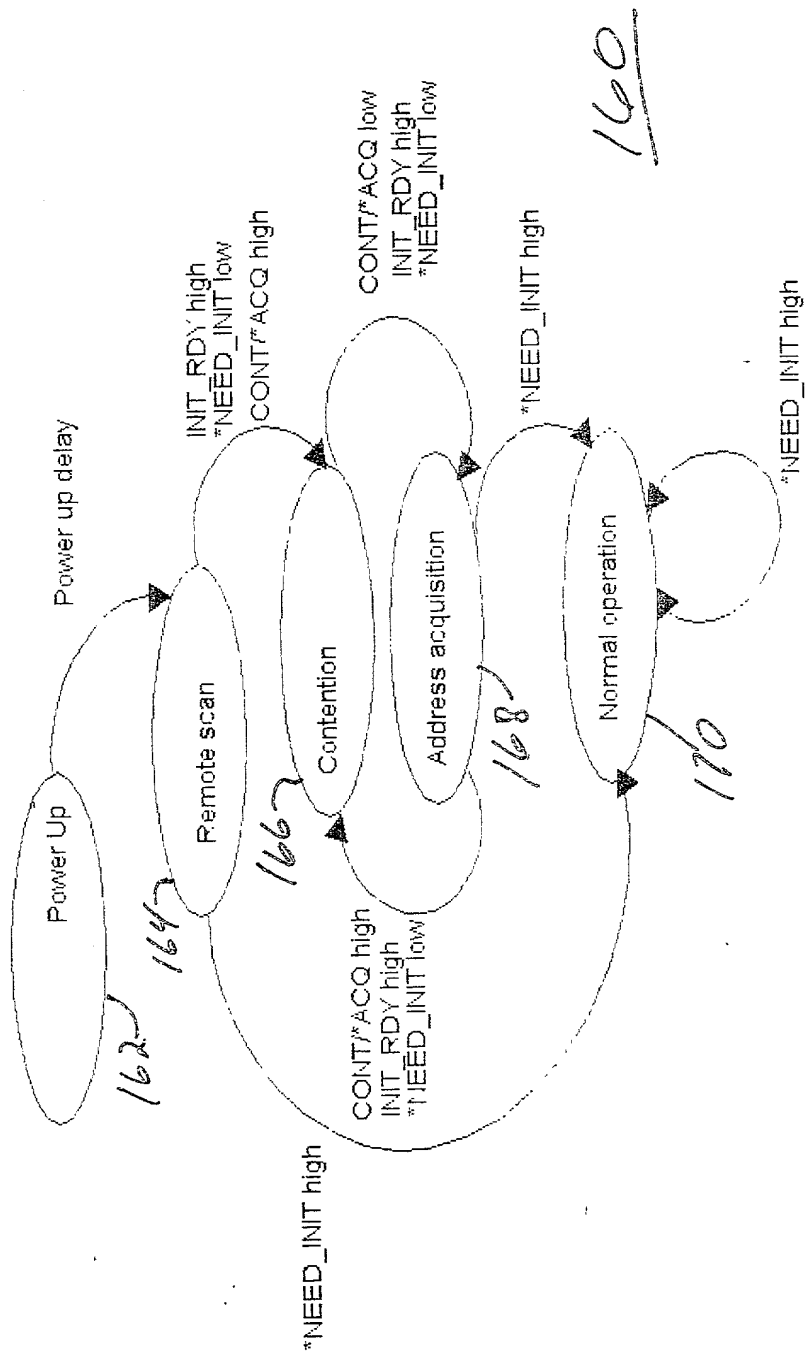 Power Up
Power up delay
162
164
Remote scan
INIT_RDY high
*NEED_INIT low
CONT/*ACQ high
166
Contention
CONT/*ACQ low
INIT_RDY high
*NEED_INIT low
Address acquisition
168
CONT/*ACQ high
INIT_RDY high
*NEED_INIT low
*NEED_INIT high
*NEED_INIT high
Normal operation
170
*NEED_INIT high
160